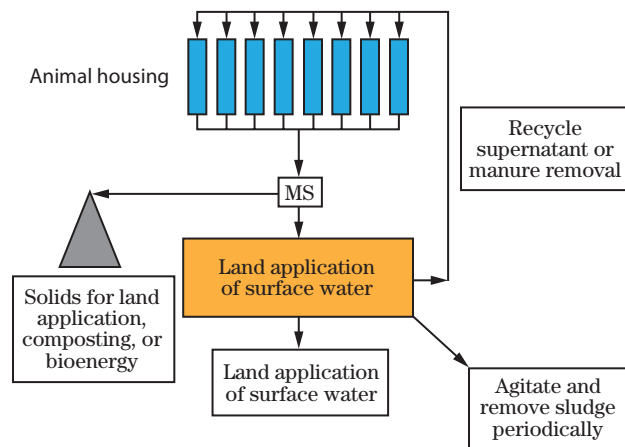 Animal housing
Recycle
supernatant or
manure removal
MS
Land application
of surface water
Solids for land
application,
composting, or
bioenergy
Land application
of surface water
Agitate and
remove sludge
periodically